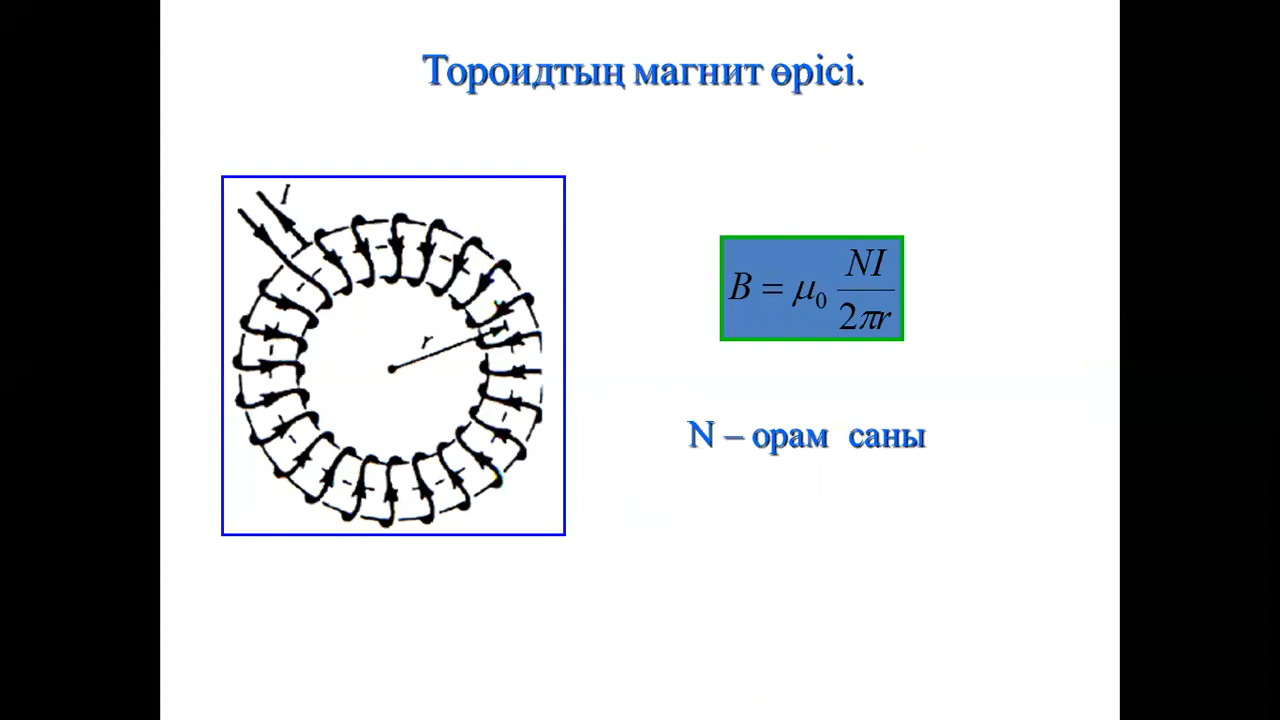 Тороидтың магнит өрісі.
I
r
B = μ₀ NI / 2πr
N – орам саны